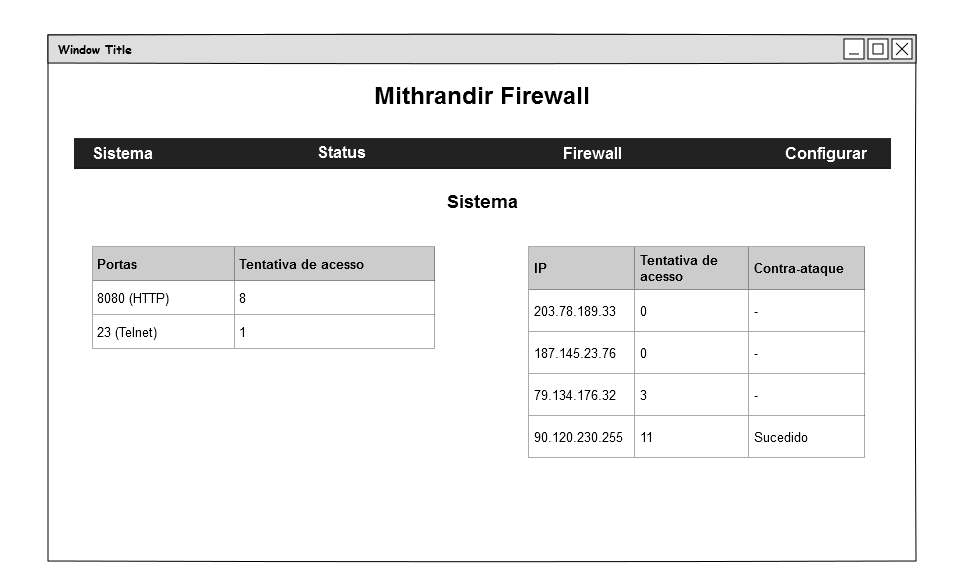 Window Title
Mithrandir Firewall
Sistema Status Firewall Configurar
Sistema
Portas Tentativa de acesso
8080 (HTTP) 8
23 (Telnet) 1
IP Tentativa de acesso Contra-ataque
203.78.189.33 0 -
187.145.23.76 0 -
79.134.176.32 3 -
90.120.230.255 11 Sucedido